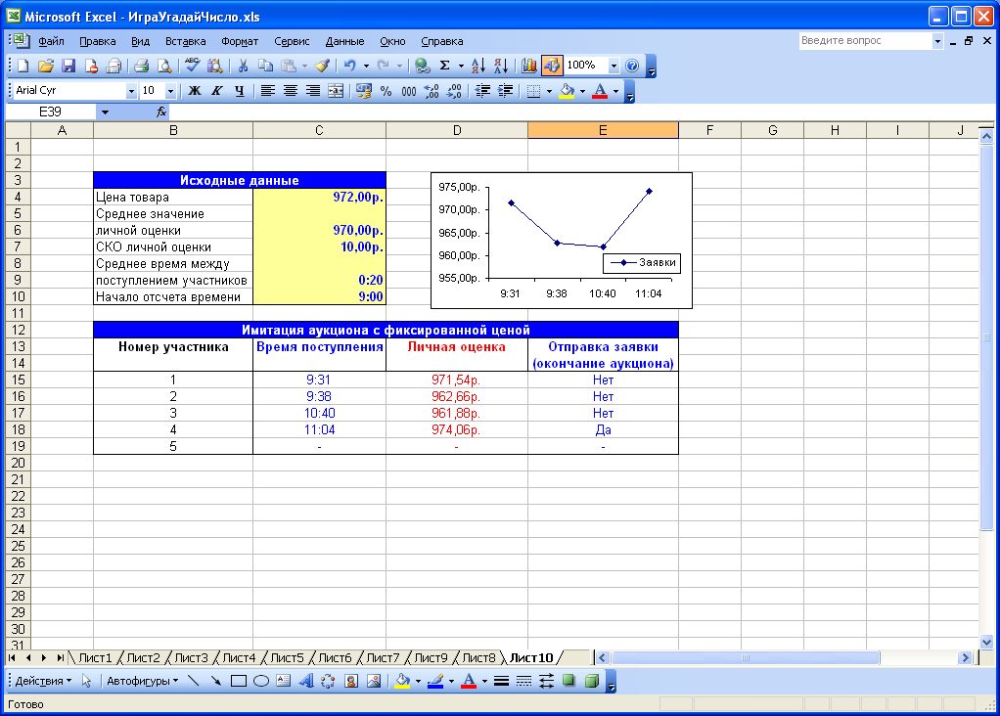 Microsoft Excel - ИграУгадайЧисло.xls
Файл Правка Вид Вставка Формат Сервис Данные Окно Справка Введите вопрос
Σ 100%
Arial Cyr 10 Ж К Ч % 000
E39 fx
A B C D E F G H I J
1
2
3 Исходные данные
4 Цена товара 972,00р.
5 Среднее значение
6 личной оценки 970,00р.
7 СКО личной оценки 10,00р.
8 Среднее время между
9 поступлением участников 0:20
10 Начало отсчета времени 9:00
975,00р.
970,00р.
965,00р.
960,00р.
955,00р.
Заявки
9:31 9:38 10:40 11:04
11
12 Имитация аукциона с фиксированной ценой
13 Номер участника Время поступления Личная оценка Отправка заявки
14 (окончание аукциона)
15 1 9:31 971,54р. Нет
16 2 9:38 962,66р. Нет
17 3 10:40 961,88р. Нет
18 4 11:04 974,06р. Да
19 5 - - -
20
21
22
23
24
25
26
27
28
29
30
31
Лист1 Лист2 Лист3 Лист4 Лист5 Лист6 Лист7 Лист9 Лист8 Лист10
Действия Автофигуры
Готово